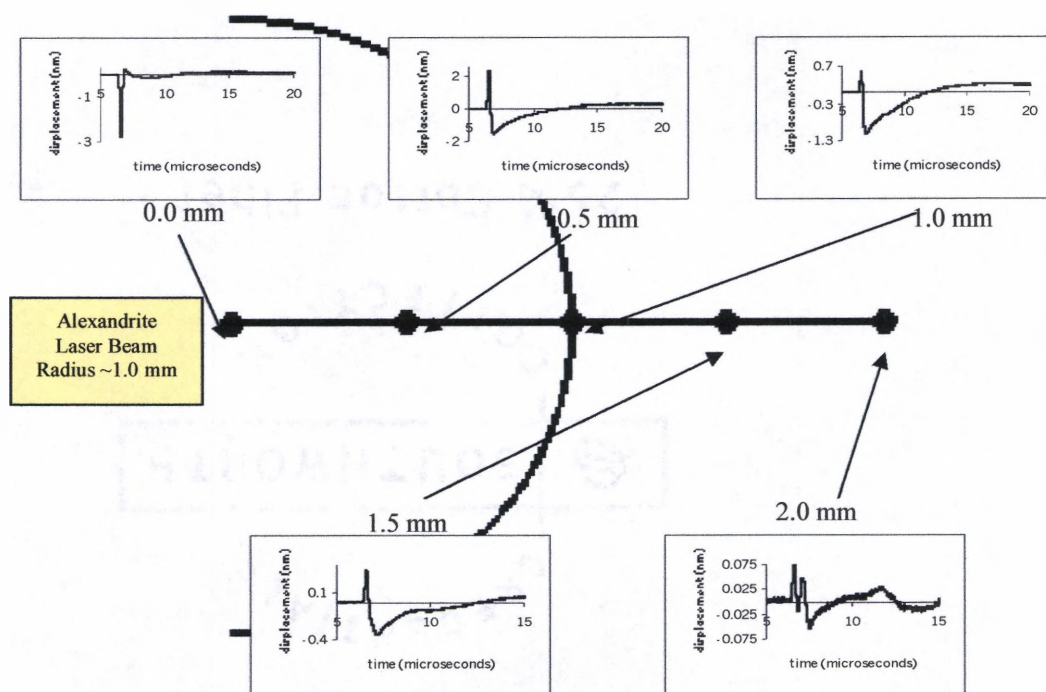 dirplacement(nm)
-1
-3
5
10
15
20
time (microseconds)
dirplacement(nm)
2
0
-2
5
10
15
20
time (microseconds)
dirplacement(nm)
0.7
-0.3
-1.3
5
10
15
20
time (microseconds)
0.0 mm
0.5 mm
1.0 mm
Alexandrite
Laser Beam
Radius ~1.0 mm
1.5 mm
2.0 mm
dirplacement(nm)
0.1
-0.4
5
10
15
time (microseconds)
dirplacement(nm)
0.075
0.025
-0.025
-0.075
5
10
15
time (microseconds)